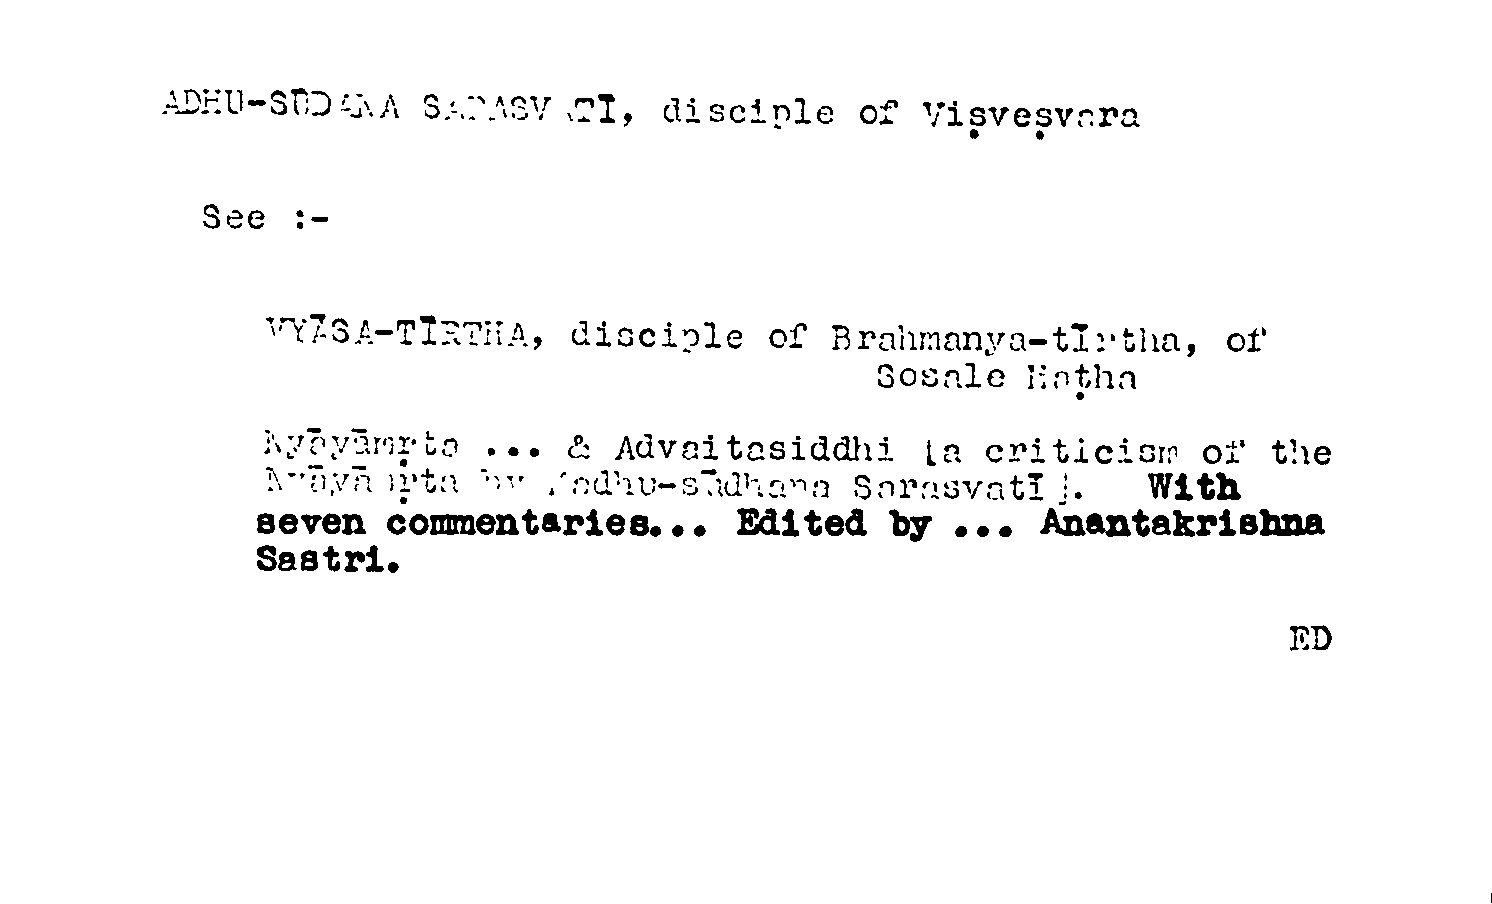 ADHU-SŪDANA SARASVATĪ, disciple of Viṣveṣvara
See :-
VYĀSA-TĪRTHA, disciple of Brahmanya-tīrtha, of
Sosale Maṭha
Nyāyāmṛta ... & Advaitasiddhi [a criticism of the
Nyāyāmṛta by Madhu-sūdhana Sarasvatī]. With
seven commentaries... Edited by ... Anantakrishna
Sastri.
ED